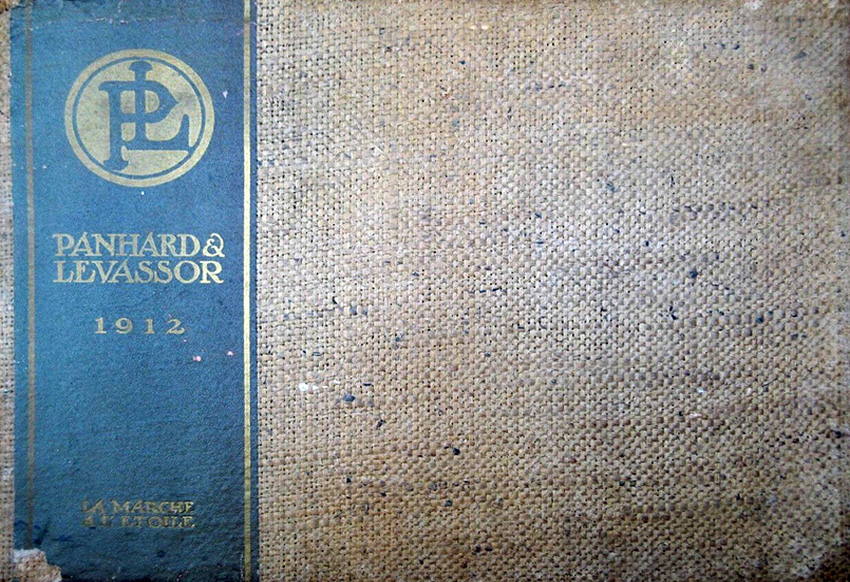 PL
PANHARD &
LEVASSOR
1912
LA MARCHE
A L'ETOILE